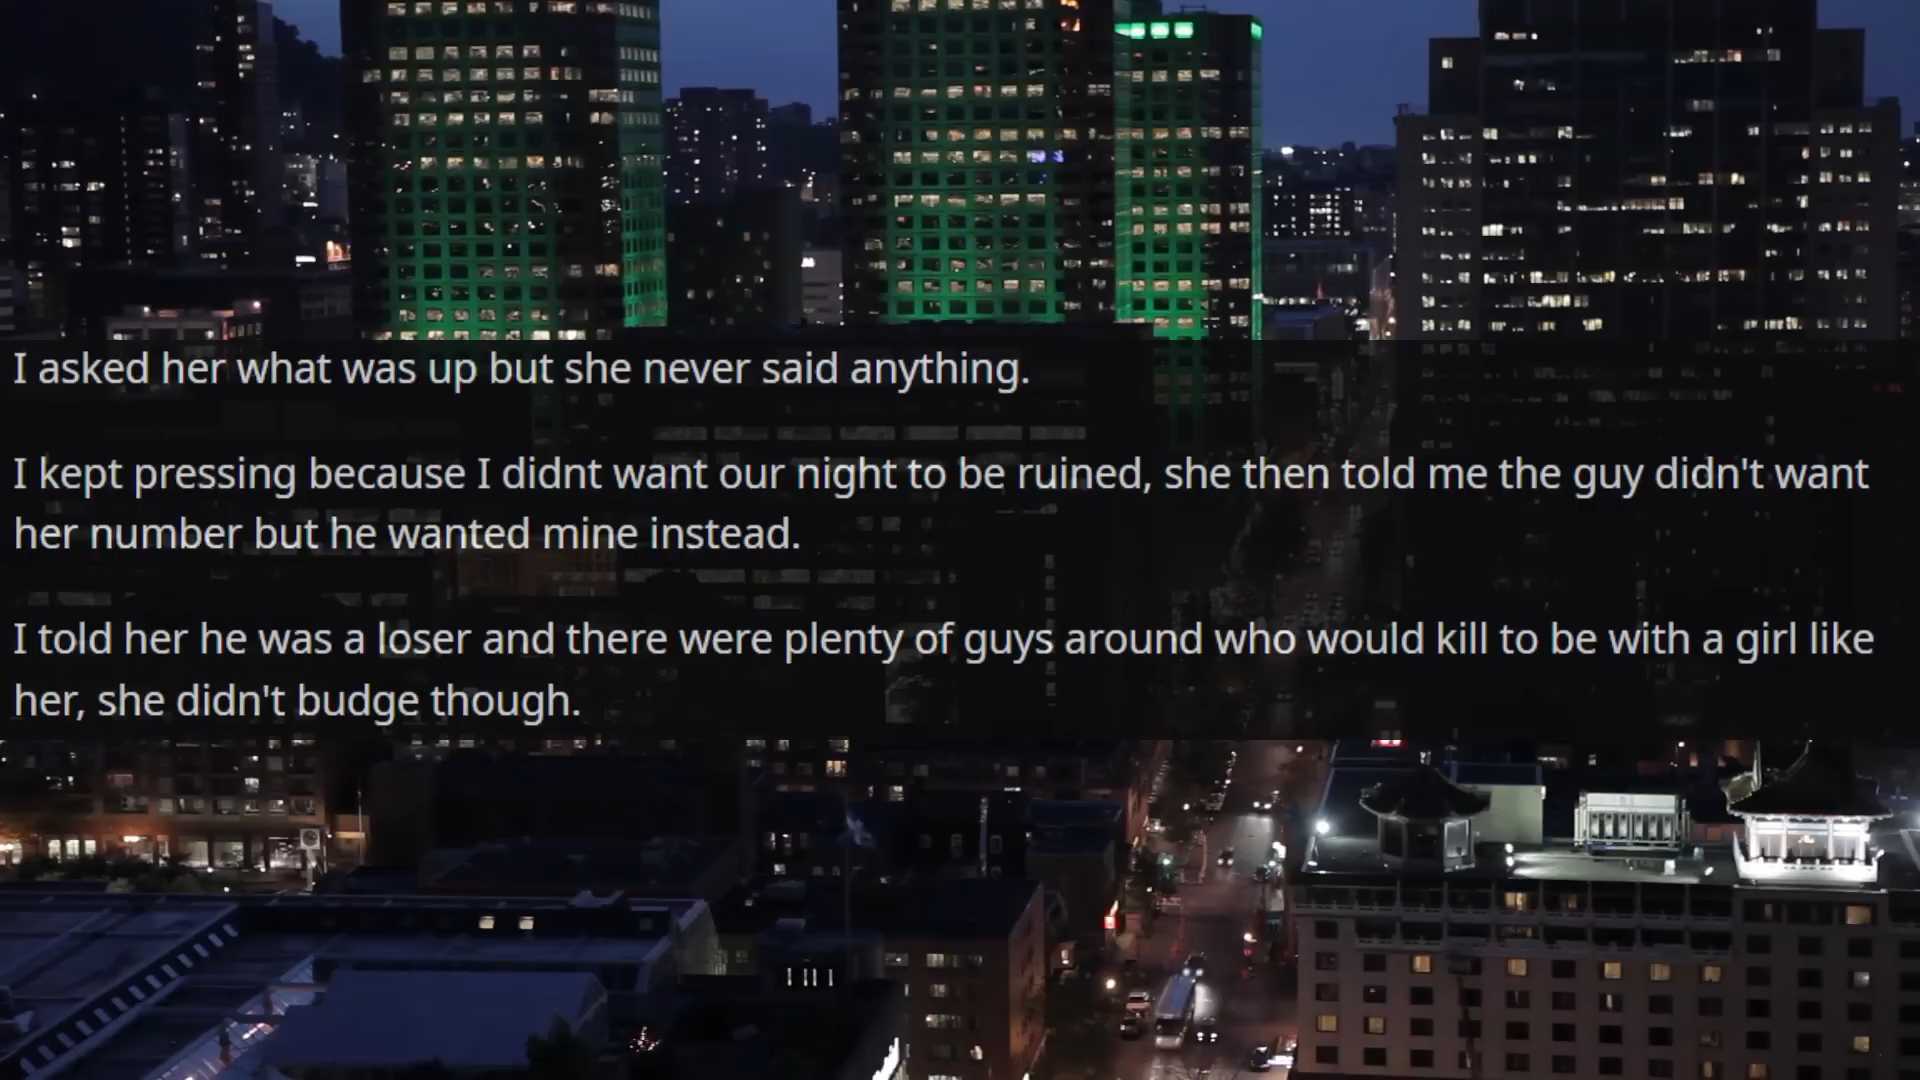 I asked her what was up but she never said anything.
I kept pressing because I didnt want our night to be ruined, she then told me the guy didn't want
her number but he wanted mine instead.
I told her he was a loser and there were plenty of guys around who would kill to be with a girl like
her, she didn't budge though.